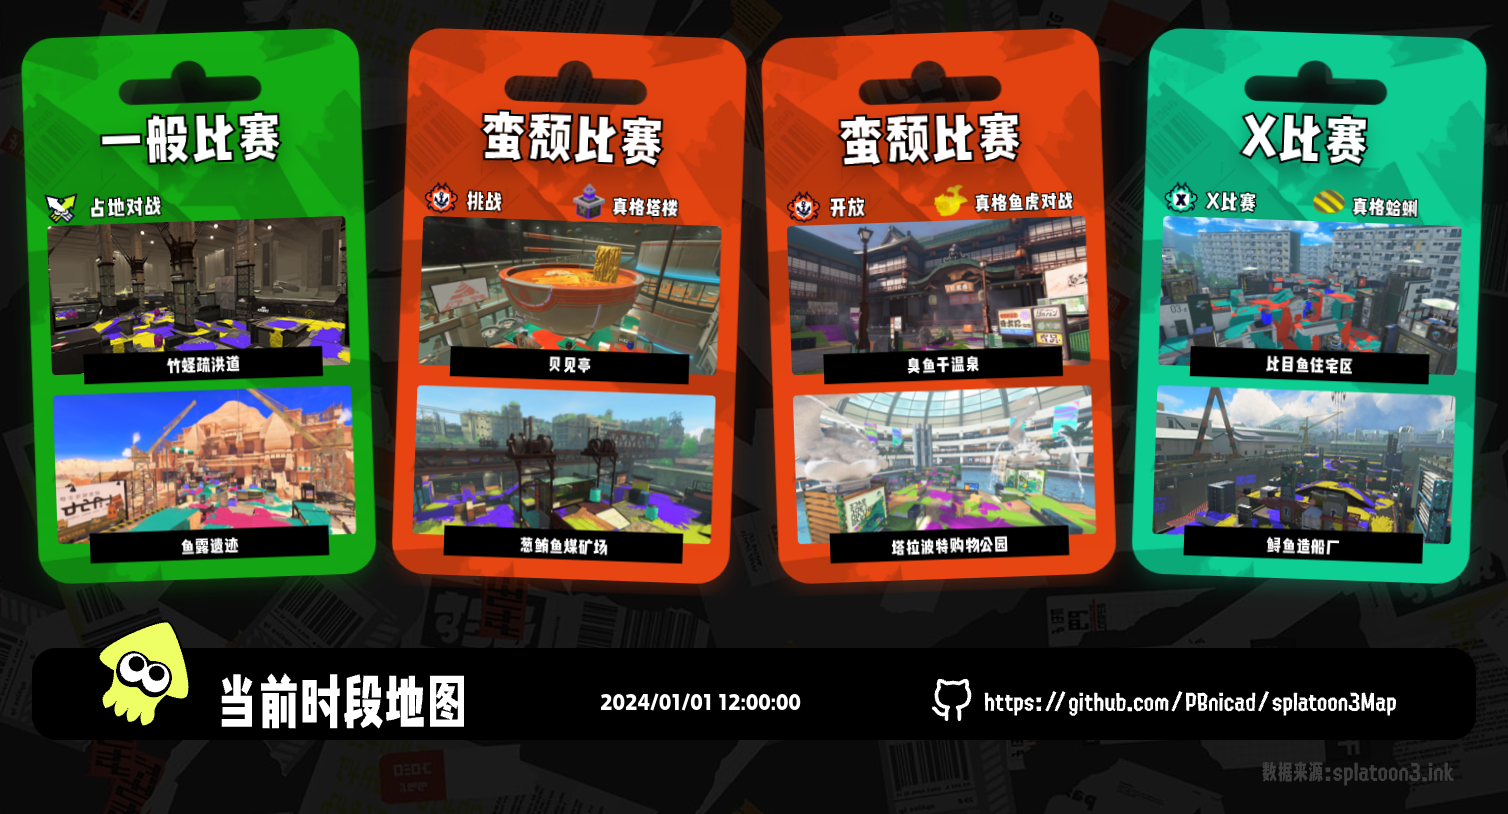 一般比赛
占地对战
竹蛏疏洪道
鱼露遗迹
蛮颓比赛
挑战
真格塔楼
贝见亭
葱鲔鱼煤矿场
蛮颓比赛
开放
真格鱼虎对战
臭鱼干温泉
塔拉波特购物公园
X比赛
X比赛
真格蛤蜊
比目鱼住宅区
鲟鱼造船厂
当前时段地图
2024/01/01 12:00:00
https://github.com/PBnicad/splatoon3Map
数据来源:splatoon3.ink